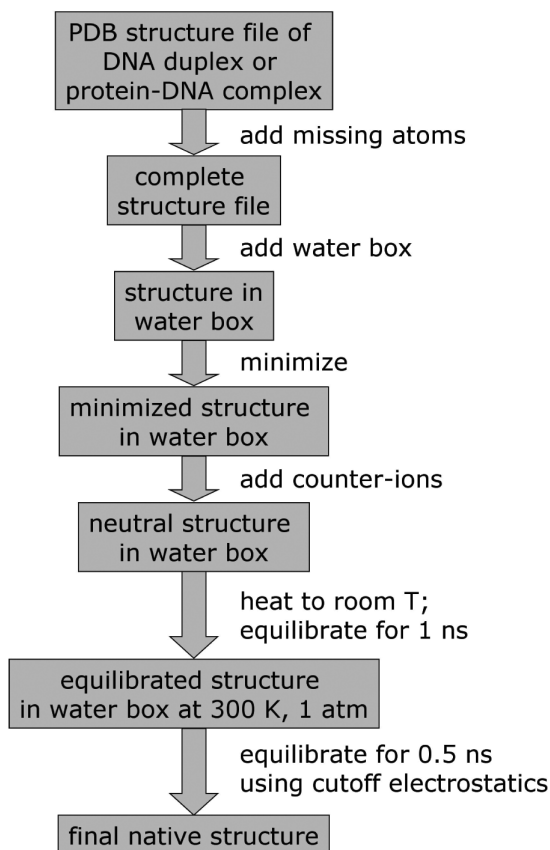 PDB structure file of
DNA duplex or
protein-DNA complex
add missing atoms
complete
structure file
add water box
structure in
water box
minimize
minimized structure
in water box
add counter-ions
neutral structure
in water box
heat to room T;
equilibrate for 1 ns
equilibrated structure
in water box at 300 K, 1 atm
equilibrate for 0.5 ns
using cutoff electrostatics
final native structure